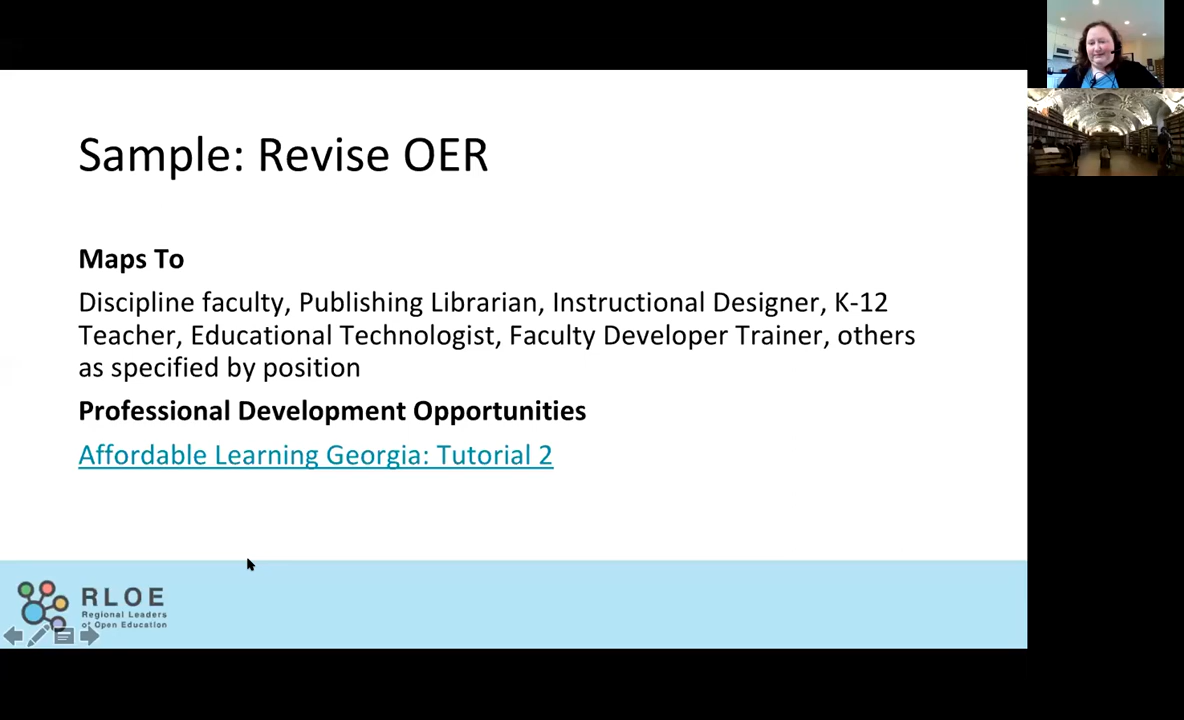 Sample: Revise OER
Maps To
Discipline faculty, Publishing Librarian, Instructional Designer, K-12
Teacher, Educational Technologist, Faculty Developer Trainer, others
as specified by position
Professional Development Opportunities
Affordable Learning Georgia: Tutorial 2
RLOE
Regional Leaders
of Open Education